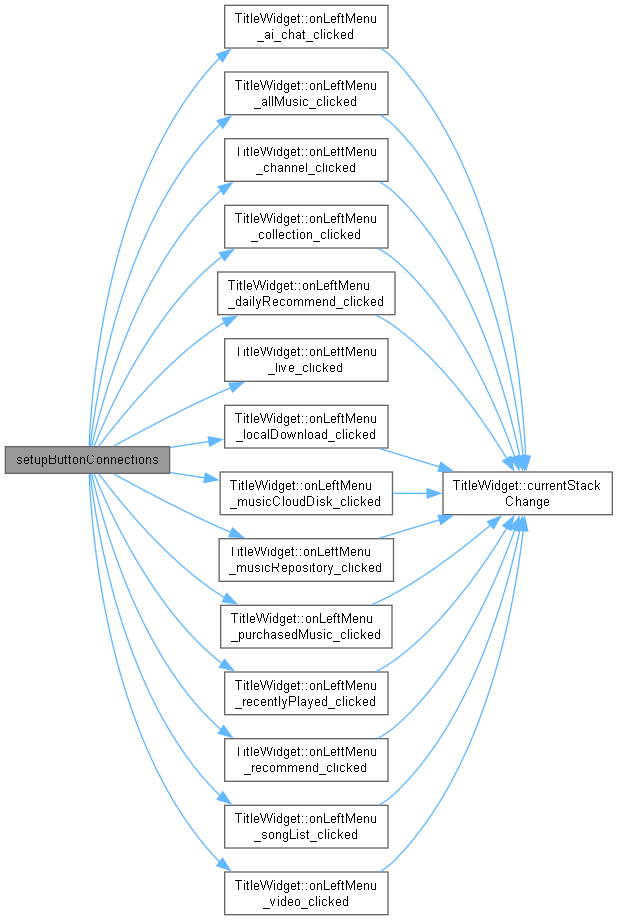 TitleWidget::onLeftMenu
_ai_chat_clicked
TitleWidget::onLeftMenu
_allMusic_clicked
TitleWidget::onLeftMenu
_channel_clicked
TitleWidget::onLeftMenu
_collection_clicked
TitleWidget::onLeftMenu
_dailyRecommend_clicked
TitleWidget::onLeftMenu
_live_clicked
TitleWidget::onLeftMenu
_localDownload_clicked
setupButtonConnections
TitleWidget::onLeftMenu
_musicCloudDisk_clicked
TitleWidget::currentStack
Change
TitleWidget::onLeftMenu
_musicRepository_clicked
TitleWidget::onLeftMenu
_purchasedMusic_clicked
TitleWidget::onLeftMenu
_recentlyPlayed_clicked
TitleWidget::onLeftMenu
_recommend_clicked
TitleWidget::onLeftMenu
_songList_clicked
TitleWidget::onLeftMenu
_video_clicked